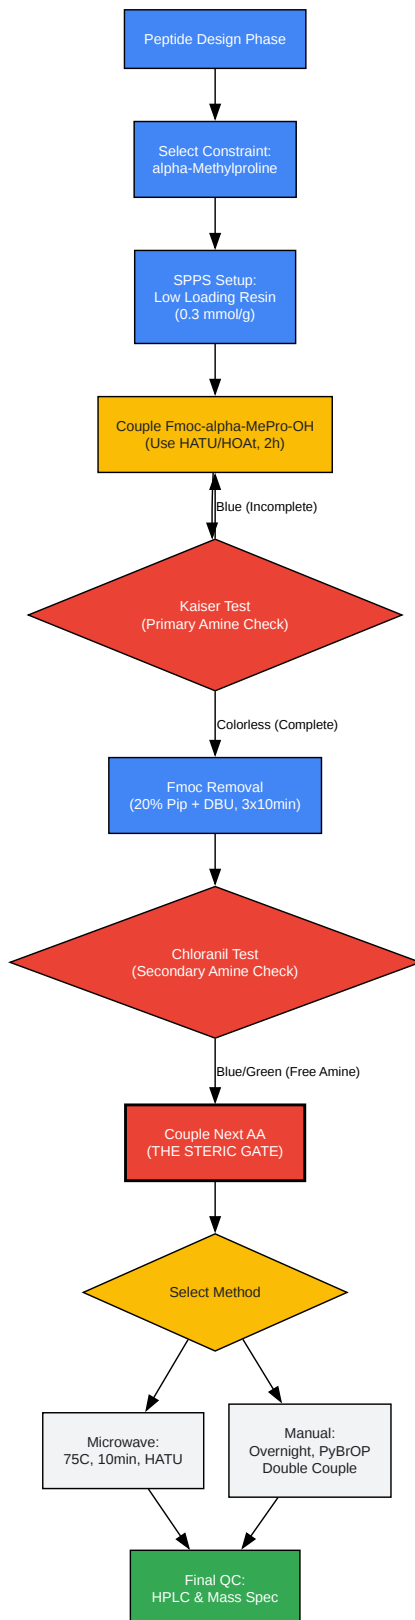 Peptide Design Phase
Select Constraint:
alpha-Methylproline
SPPS Setup:
Low Loading Resin
(0.3 mmol/g)
Couple Fmoc-alpha-MePro-OH
(Use HATU/HOAt, 2h)
Blue (Incomplete)
Kaiser Test
(Primary Amine Check)
Colorless (Complete)
Fmoc Removal
(20% Pip + DBU, 3x10min)
Chloranil Test
(Secondary Amine Check)
Blue/Green (Free Amine)
Couple Next AA
(THE STERIC GATE)
Select Method
Microwave:
75C, 10min, HATU
Manual:
Overnight, PyBrOP
Double Couple
Final QC:
HPLC & Mass Spec